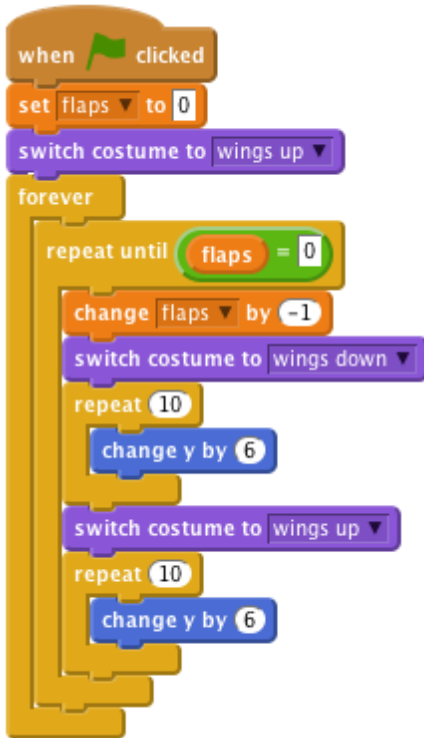 when clicked
set flaps to 0
switch costume to wings up
forever
repeat until flaps = 0
change flaps by -1
switch costume to wings down
repeat 10
change y by 6
switch costume to wings up
repeat 10
change y by 6